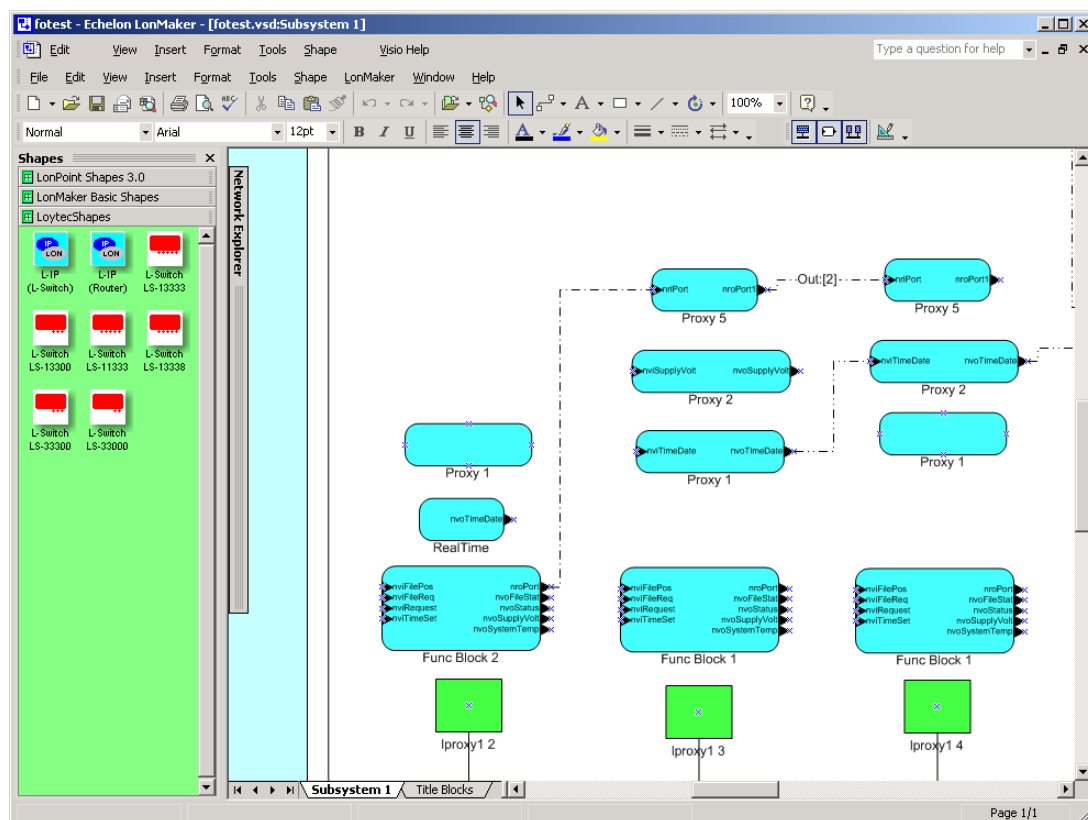 fotest - Echelon LonMaker - [fotest.vsd:Subsystem 1]
Edit View Insert Format Tools Shape Visio Help
Type a question for help
File Edit View Insert Format Tools Shape LonMaker Window Help
ABC
100%
Normal Arial 12pt B I U A
Shapes
LonPoint Shapes 3.0
LonMaker Basic Shapes
LoytecShapes
IP LON
L-IP (L-Switch)
IP LON
L-IP (Router)
L-Switch LS-13333
L-Switch LS-13300
L-Switch LS-11333
L-Switch LS-13338
L-Switch LS-33300
L-Switch LS-33000
Network Explorer
nriPort nroPort1
Proxy 5
Out:[2]
nriPort nroPort1
Proxy 5
nviSupplyVolt nvoSupplyVolt
Proxy 2
nviTimeDate nvoTimeDate
Proxy 2
Proxy 1
nviTimeDate nvoTimeDate
Proxy 1
Proxy 1
nvoTimeDate
RealTime
nviFilePos nroPort
nviFileReq nvoFileStat
nviRequest nvoStatus
nviTimeSet nvoSupplyVolt
nvoSystemTemp
Func Block 2
nviFilePos nroPort
nviFileReq nvoFileStat
nviRequest nvoStatus
nviTimeSet nvoSupplyVolt
nvoSystemTemp
Func Block 1
nviFilePos nroPort
nviFileReq nvoFileStat
nviRequest nvoStatus
nviTimeSet nvoSupplyVolt
nvoSystemTemp
Func Block 1
Iproxy1 2
Iproxy1 3
Iproxy1 4
Subsystem 1 Title Blocks
Page 1/1